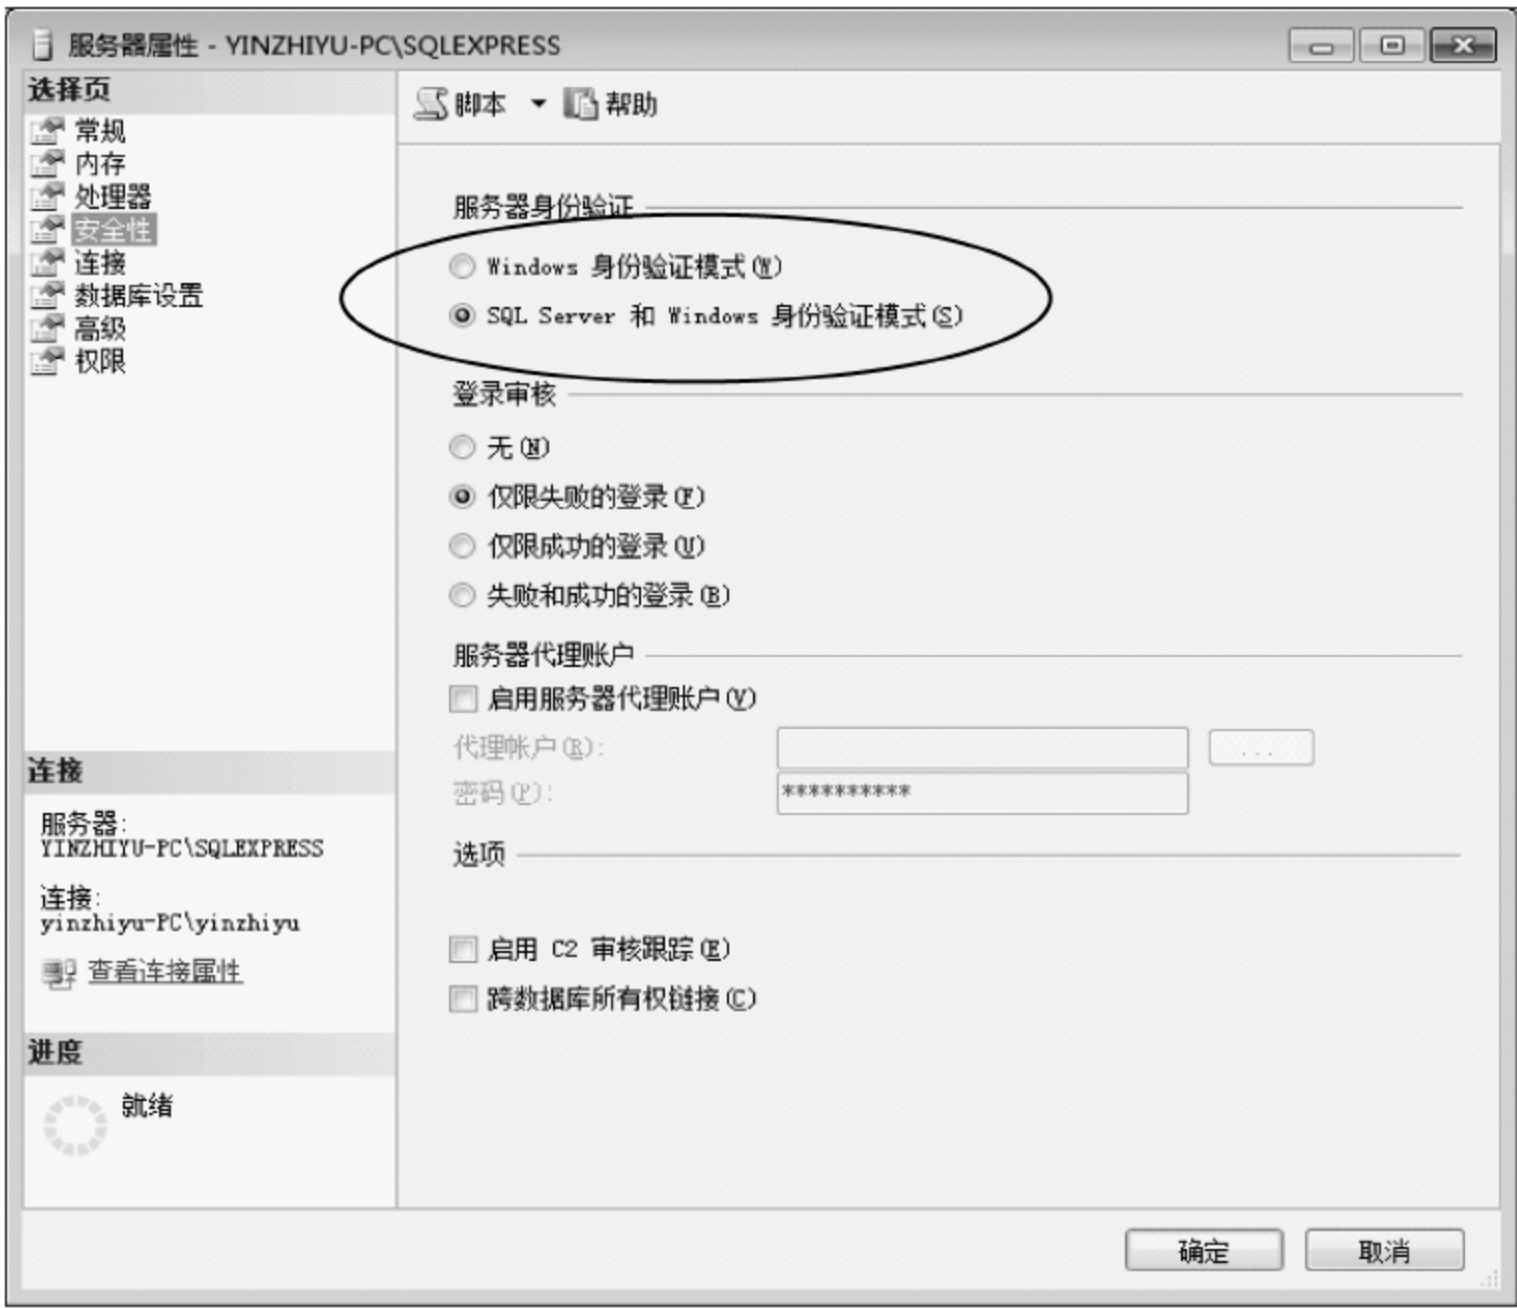 服务器属性 - YINZHIYU-PC\SQLEXPRESS
选择页
常规
内存
处理器
安全性
连接
数据库设置
高级
权限
脚本 帮助
服务器身份验证
Windows 身份验证模式(W)
SQL Server 和 Windows 身份验证模式(S)
登录审核
无(N)
仅限失败的登录(F)
仅限成功的登录(U)
失败和成功的登录(B)
服务器代理账户
启用服务器代理账户(V)
代理帐户(R):
...
密码(P):
**********
选项
启用 C2 审核跟踪(E)
跨数据库所有权链接(C)
连接
服务器:
YINZHIYU-PC\SQLEXPRESS
连接:
yinzhiyu-PC\yinzhiyu
查看连接属性
进度
就绪
确定 取消